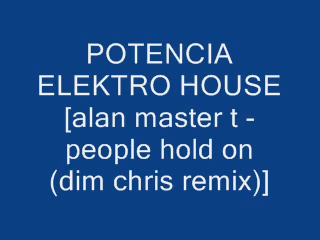 POTENCIA
ELEKTRO HOUSE
[alan master t -
people hold on
(dim chris remix)]